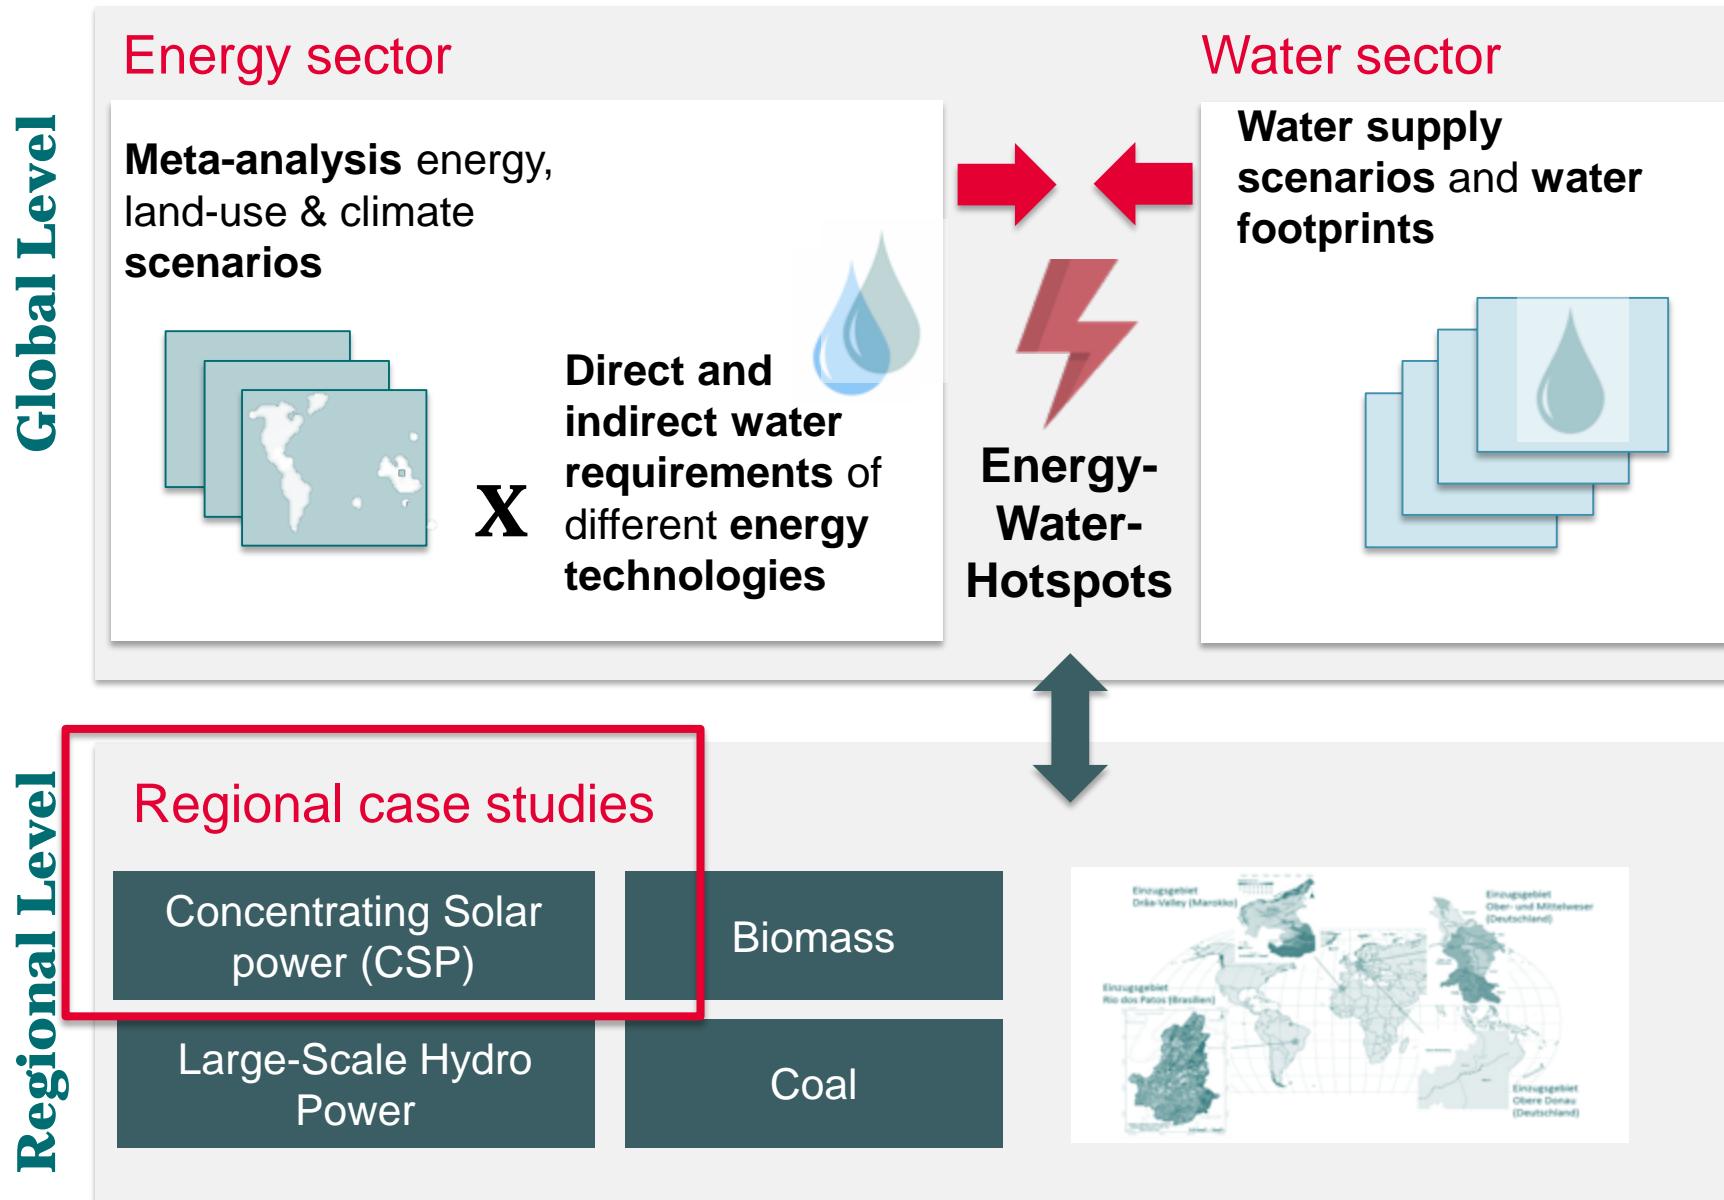 Global Level
Energy sector
Meta-analysis energy,
land-use & climate
scenarios
x
Direct and
indirect water
requirements of
different energy
technologies
Energy-
Water-
Hotspots
Water sector
Water supply
scenarios and water
footprints
Regional Level
Regional case studies
Concentrating Solar
power (CSP)
Biomass
Large-Scale Hydro
Power
Coal
Einzugsgebiet
Drâa-Valley (Marokko)
Einzugsgebiet
Ober- und Mittelweser
(Deutschland)
Einzugsgebiet
Rio dos Patos (Brasilien)
Einzugsgebiet
Obere Donau
(Deutschland)